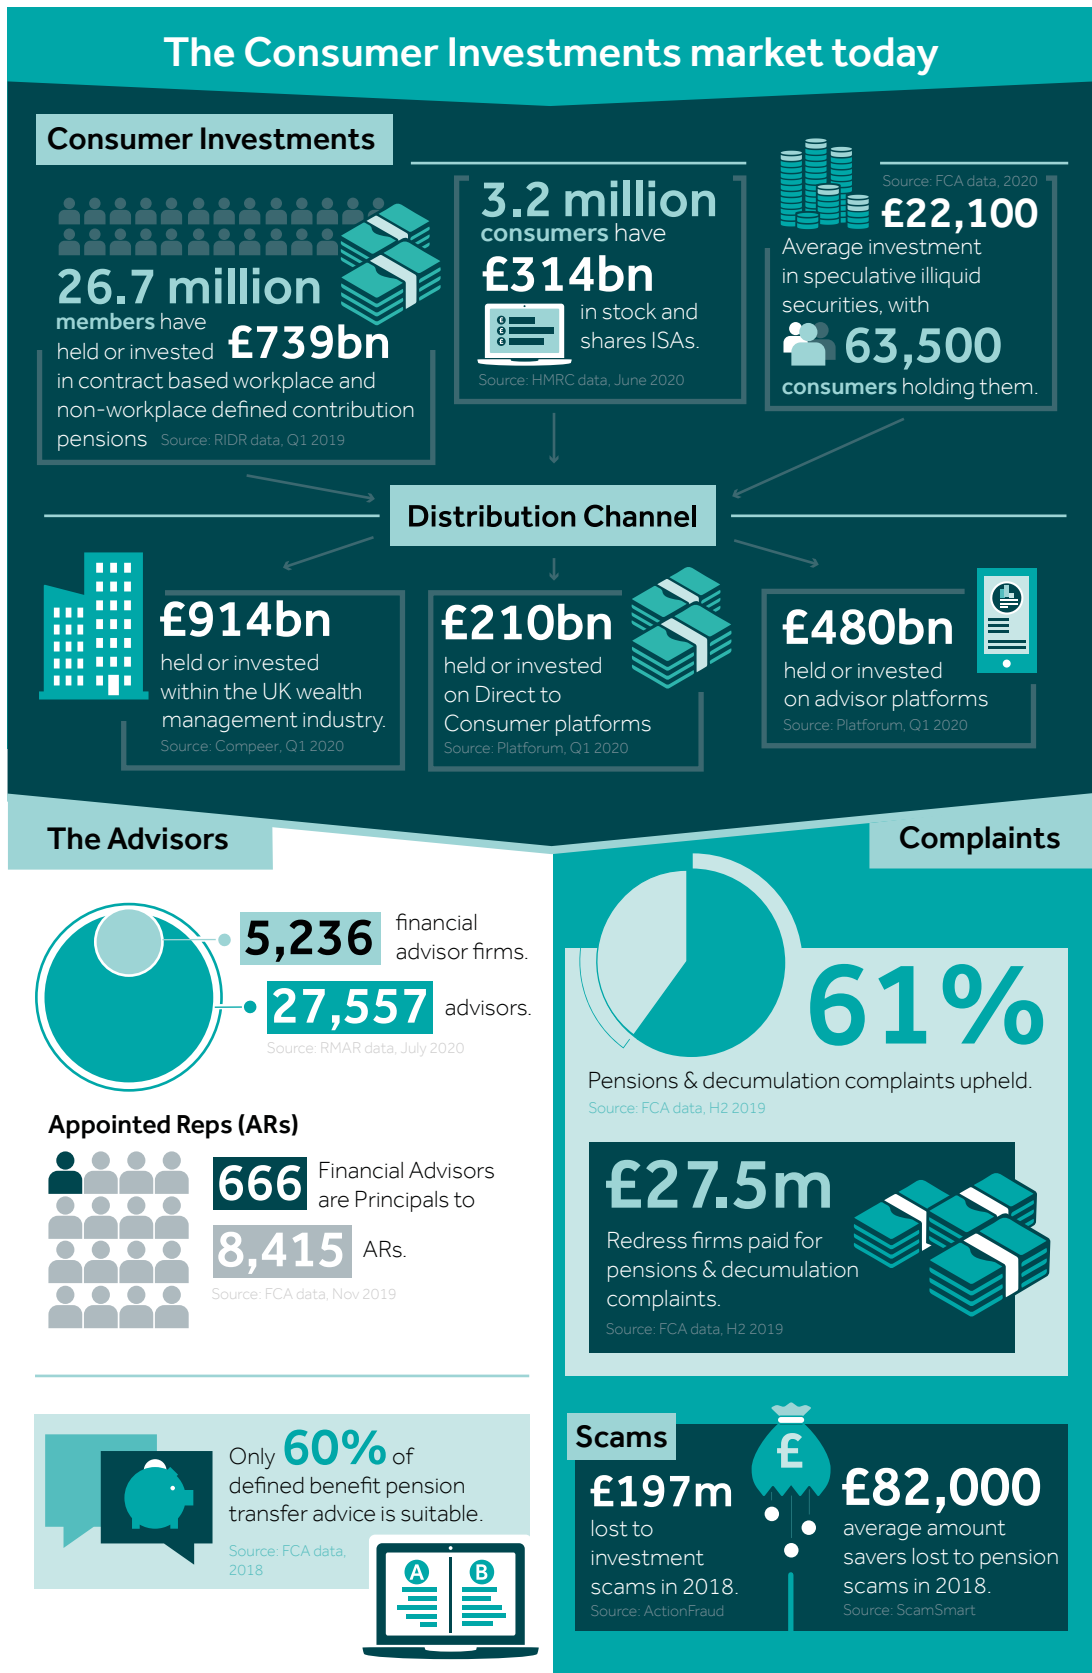 The Consumer Investments market today
Consumer Investments
26.7 million
members have
held or invested £739bn
in contract based workplace and
non-workplace defined contribution
pensions Source: RIDR data, Q1 2019
3.2 million
consumers have
£314bn
in stock and
shares ISAs.
Source: HMRC data, June 2020
Source: FCA data, 2020
£22,100
Average investment
in speculative illiquid
securities, with
63,500
consumers holding them.
Distribution Channel
£914bn
held or invested
within the UK wealth
management industry.
Source: Compeer, Q1 2020
£210bn
held or invested
on Direct to
Consumer platforms
Source: Platforum, Q1 2020
£480bn
held or invested
on advisor platforms
Source: Platforum, Q1 2020
The Advisors
5,236 financial
advisor firms.
27,557 advisors.
Source: RMAR data, July 2020
Appointed Reps (ARs)
666 Financial Advisors
are Principals to
8,415 ARs.
Source: FCA data, Nov 2019
Only 60% of
defined benefit pension
transfer advice is suitable.
Source: FCA data,
2018
A B
Complaints
61%
Pensions & decumulation complaints upheld.
Source: FCA data, H2 2019
£27.5m
Redress firms paid for
pensions & decumulation
complaints.
Source: FCA data, H2 2019
Scams
£197m
lost to
investment
scams in 2018.
Source: ActionFraud
£
£82,000
average amount
savers lost to pension
scams in 2018.
Source: ScamSmart